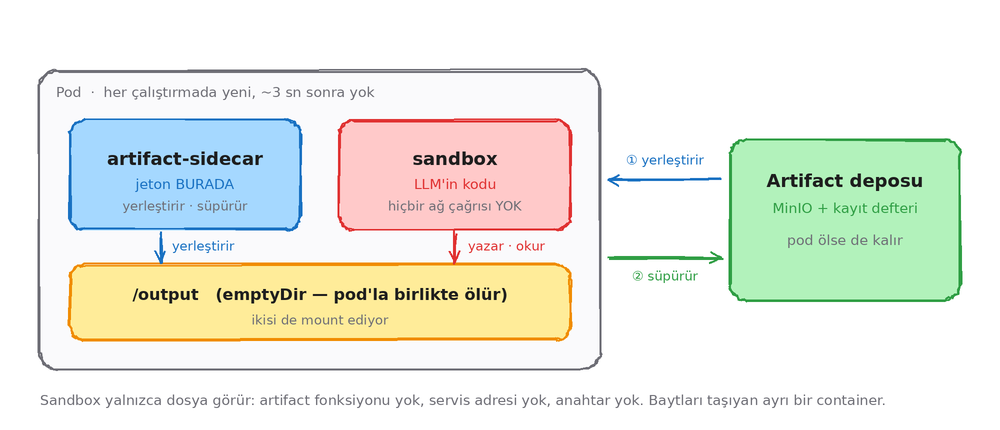 Pod · her çalıştırmada yeni, ~3 sn sonra yok
artifact-sidecar
jeton BURADA
yerleştirir · süpürür
sandbox
LLM'in kodu
hiçbir ağ çağrısı YOK
① yerleştirir
Artifact deposu
MinIO + kayıt defteri
pod ölse de kalır
yerleştirir
yazar · okur
② süpürür
/output (emptyDir — pod'la birlikte ölür)
ikisi de mount ediyor
Sandbox yalnızca dosya görür: artifact fonksiyonu yok, servis adresi yok, anahtar yok. Baytları taşıyan ayrı bir container.